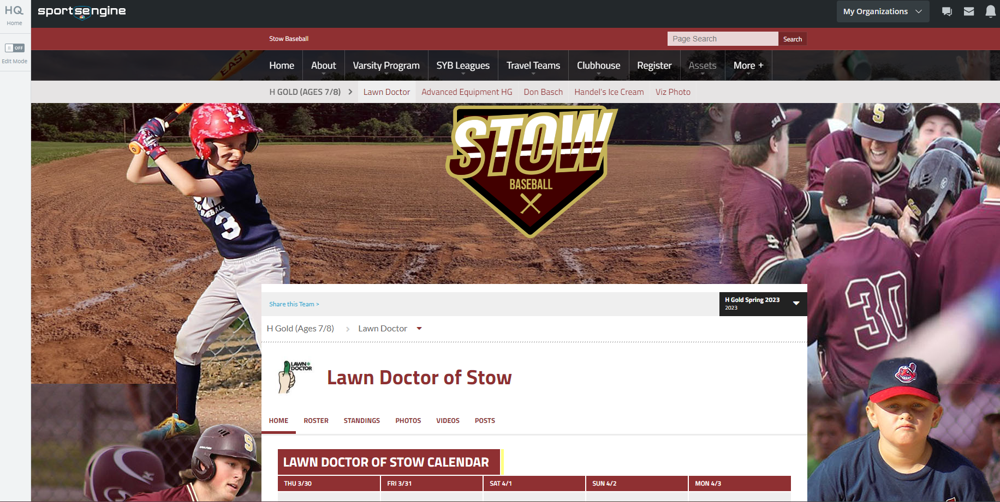 HQ
Home
OFF
Edit Mode
sportsengine
My Organizations
Stow Baseball
Page Search
Search
EASTON
Home
About
Varsity Program
SYB Leagues
Travel Teams
Clubhouse
Register
Assets
More +
H GOLD (AGES 7/8)
Lawn Doctor
Advanced Equipment HG
Don Basch
Handel's Ice Cream
Viz Photo
STOW
BASEBALL
S
3
30
Share this Team >
H Gold Spring 2023
2023
H Gold (Ages 7/8)
Lawn Doctor
LAWN
DOCTOR
Lawn Doctor of Stow
HOME
ROSTER
STANDINGS
PHOTOS
VIDEOS
POSTS
S
LAWN DOCTOR OF STOW CALENDAR
THU 3/30
FRI 3/31
SAT 4/1
SUN 4/2
MON 4/3